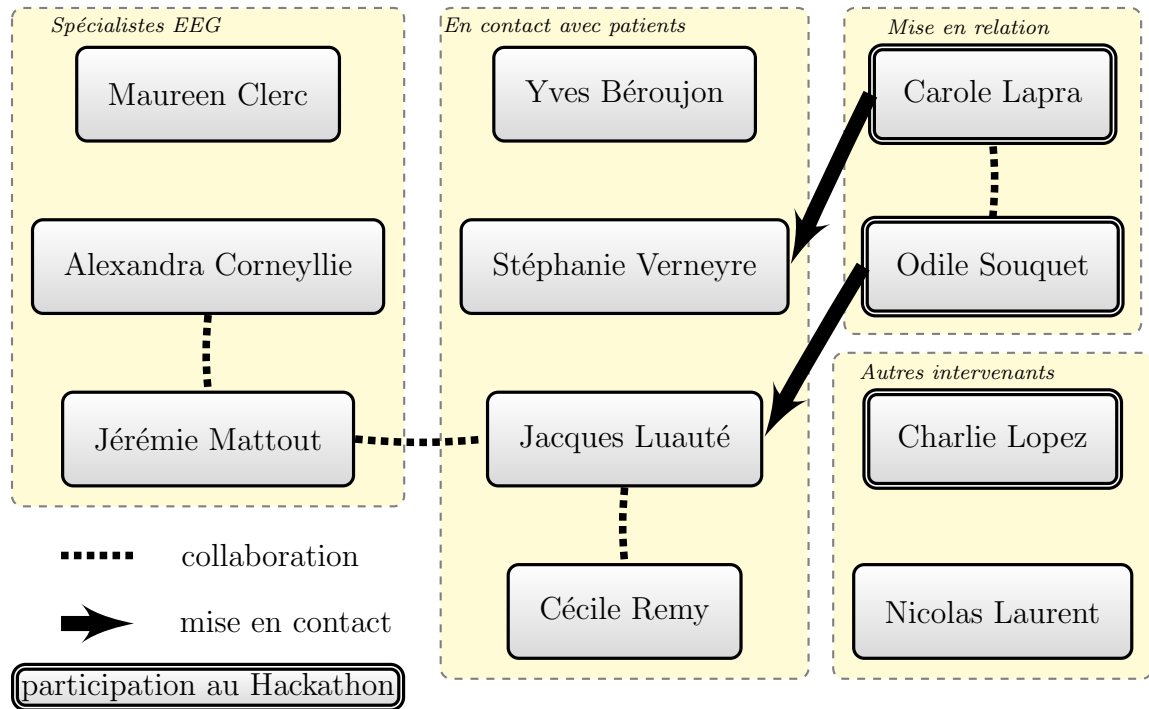 Spécialistes EEG
Maureen Clerc
Alexandra Corneyllie
Jérémie Mattout
En contact avec patients
Yves Béroujon
Stéphanie Verneyre
Jacques Luauté
Cécile Remy
Mise en relation
Carole Lapra
Odile Souquet
Autres intervenants
Charlie Lopez
Nicolas Laurent
collaboration
mise en contact
participation au Hackathon